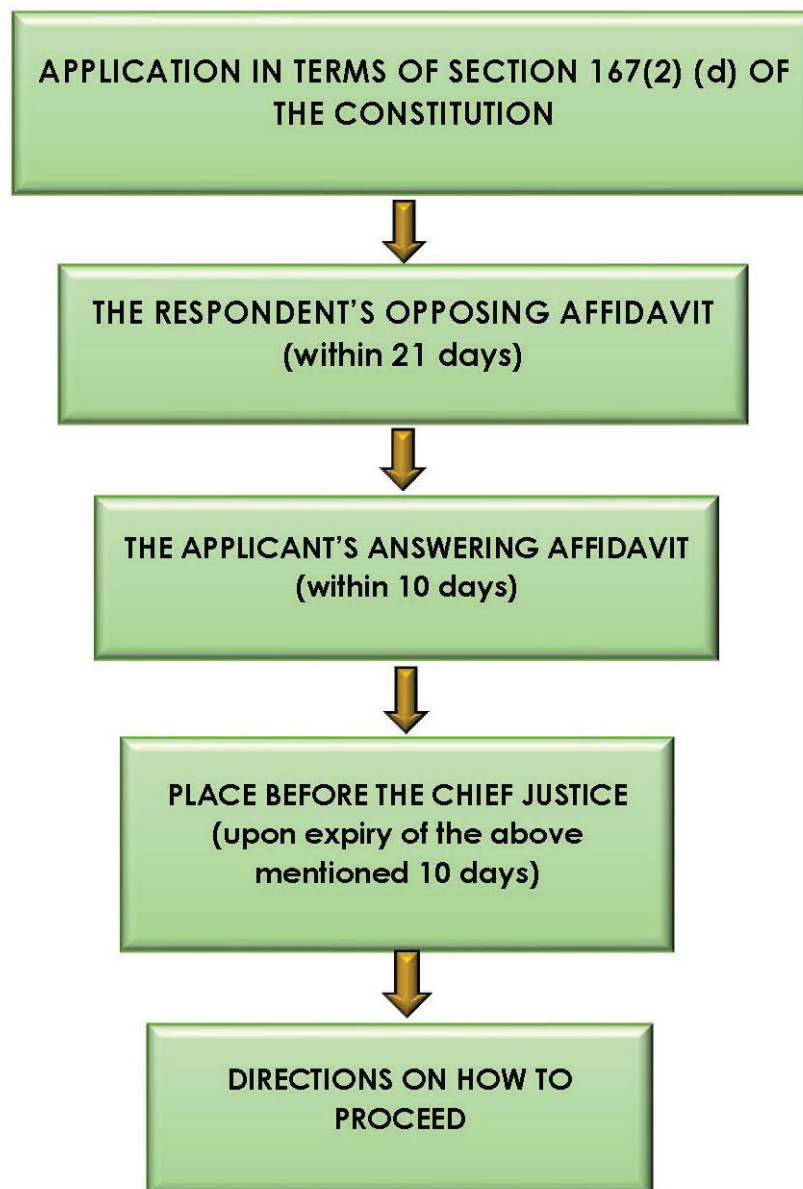 APPLICATION IN TERMS OF SECTION 167(2) (d) OF
THE CONSTITUTION
THE RESPONDENT’S OPPOSING AFFIDAVIT
(within 21 days)
THE APPLICANT’S ANSWERING AFFIDAVIT
(within 10 days)
PLACE BEFORE THE CHIEF JUSTICE
(upon expiry of the above
mentioned 10 days)
DIRECTIONS ON HOW TO
PROCEED